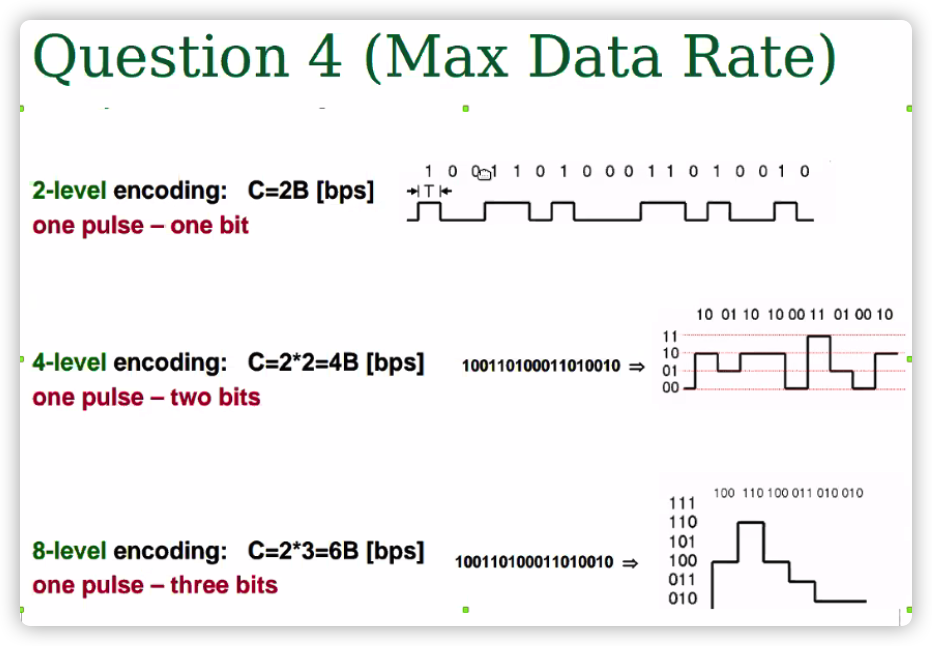 Question 4 (Max Data Rate)
2-level encoding: C=2B [bps]
one pulse – one bit
1 0 0 1 1 0 1 0 0 0 1 1 0 1 0 0 1 0
T
4-level encoding: C=2*2=4B [bps]
one pulse – two bits
100110100011010010 ⇒
10 01 10 10 00 11 01 00 10
11
10
01
00
8-level encoding: C=2*3=6B [bps]
one pulse – three bits
100110100011010010 ⇒
100 110 100 011 010 010
111
110
101
100
011
010